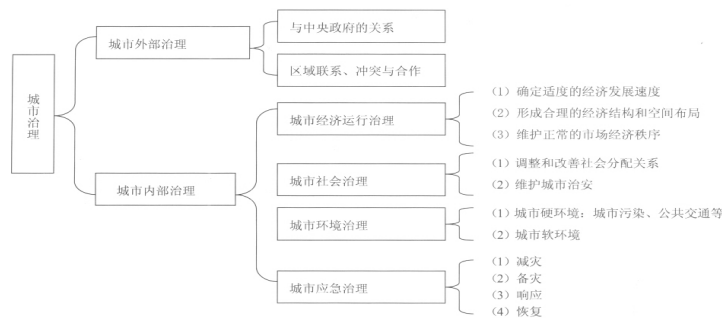 城市治理
城市外部治理
与中央政府的关系
区域联系、冲突与合作
城市内部治理
城市经济运行治理
（1）确定适度的经济发展速度
（2）形成合理的经济结构和空间布局
（3）维护正常的市场经济秩序
城市社会治理
（1）调整和改善社会分配关系
（2）维护城市治安
城市环境治理
（1）城市硬环境：城市污染、公共交通等
（2）城市软环境
城市应急治理
（1）减灾
（2）备灾
（3）响应
（4）恢复